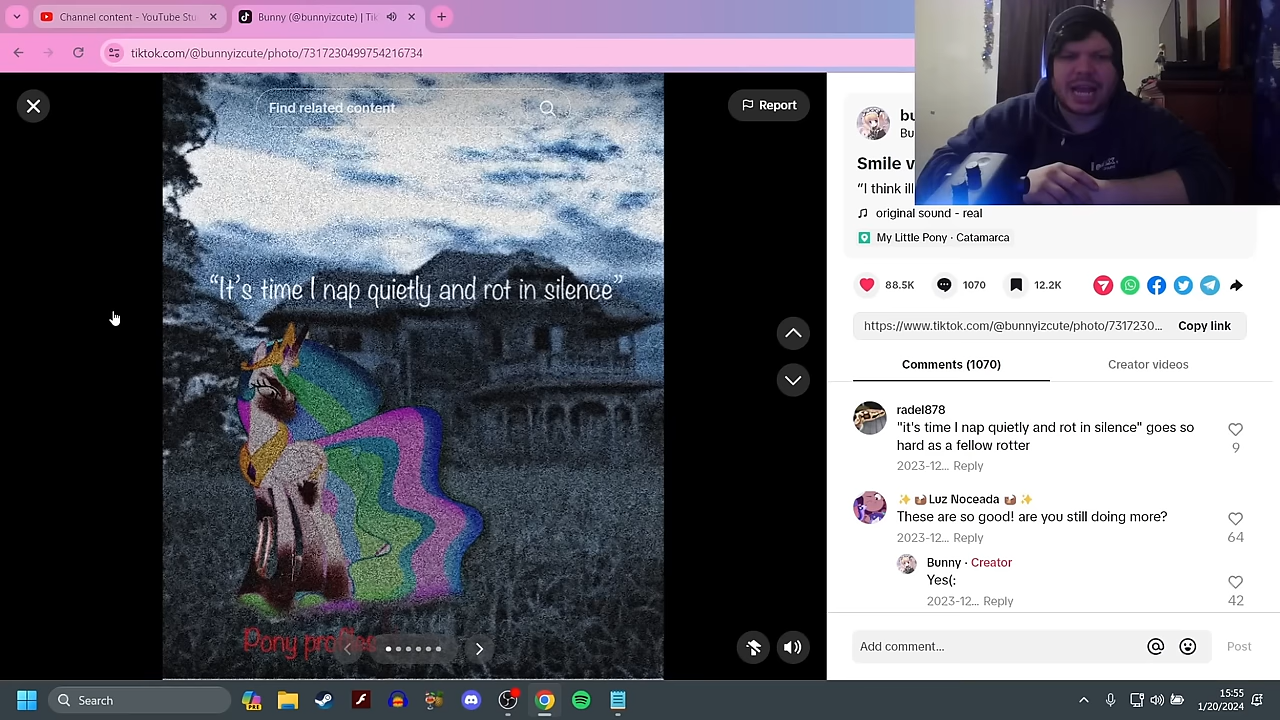 Channel content - YouTube Stu
Bunny (@bunnyizcute) | Tik
tiktok.com/@bunnyizcute/photo/7317230499754216734
Find related content
Report
“It's time I nap quietly and rot in silence”
Pony profiles
bu
Bu
Smile v
“I think ill
original sound - real
My Little Pony · Catamarca
88.5K
1070
12.2K
https://www.tiktok.com/@bunnyizcute/photo/7317230...
Copy link
Comments (1070)
Creator videos
radel878
"it's time I nap quietly and rot in silence" goes so
hard as a fellow rotter
9
2023-12... Reply
✨ 🦦 Luz Noceada 🦦 ✨
These are so good! are you still doing more?
64
2023-12... Reply
Bunny · Creator
Yes(:
42
2023-12... Reply
Add comment...
Post
Search
PRE
15:55
1/20/2024